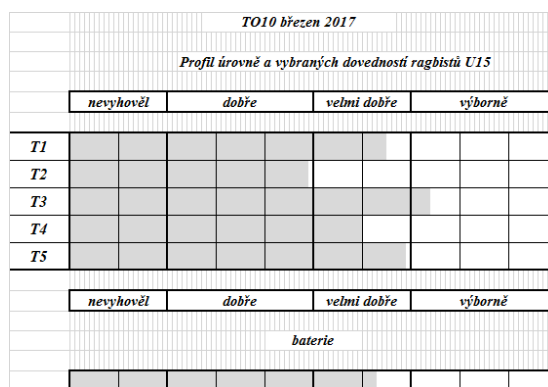 TO10 březen 2017
Profil úrovně a vybraných dovedností ragbistů U15
nevyhověl dobře velmi dobře výborně
T1
T2
T3
T4
T5
nevyhověl dobře velmi dobře výborně
baterie